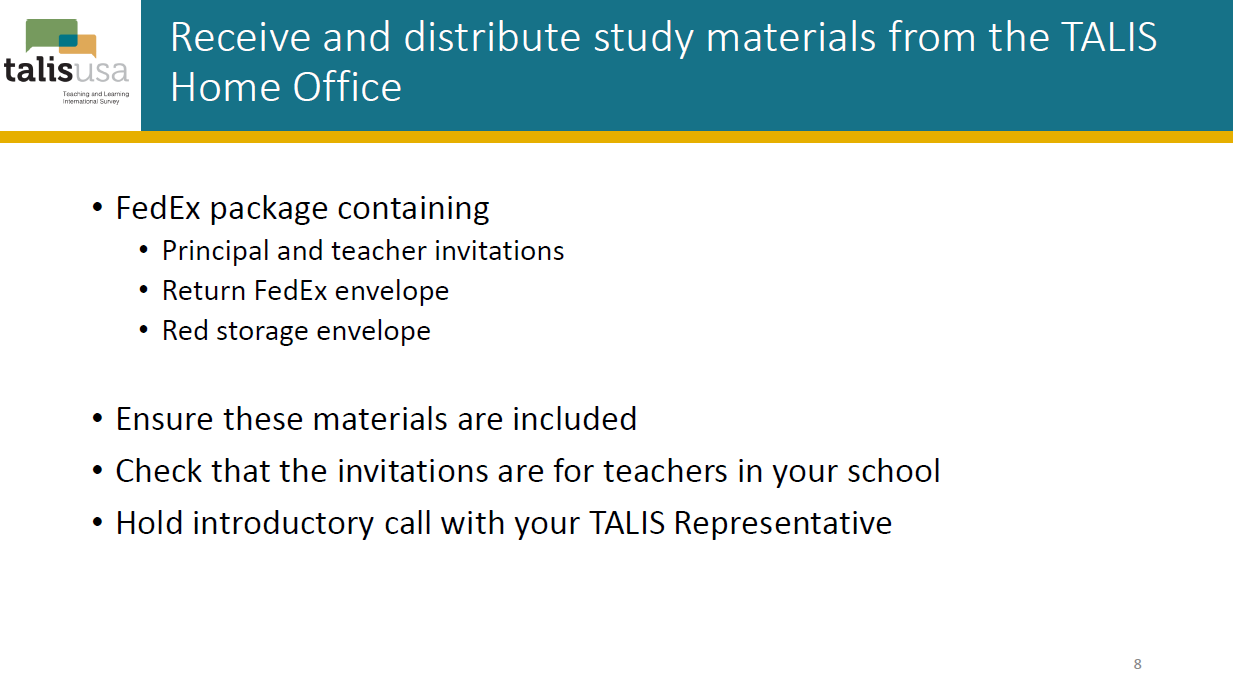 talisusa
Teaching and Learning
International Survey
Receive and distribute study materials from the TALIS
Home Office
• FedEx package containing
• Principal and teacher invitations
• Return FedEx envelope
• Red storage envelope
• Ensure these materials are included
• Check that the invitations are for teachers in your school
• Hold introductory call with your TALIS Representative
8